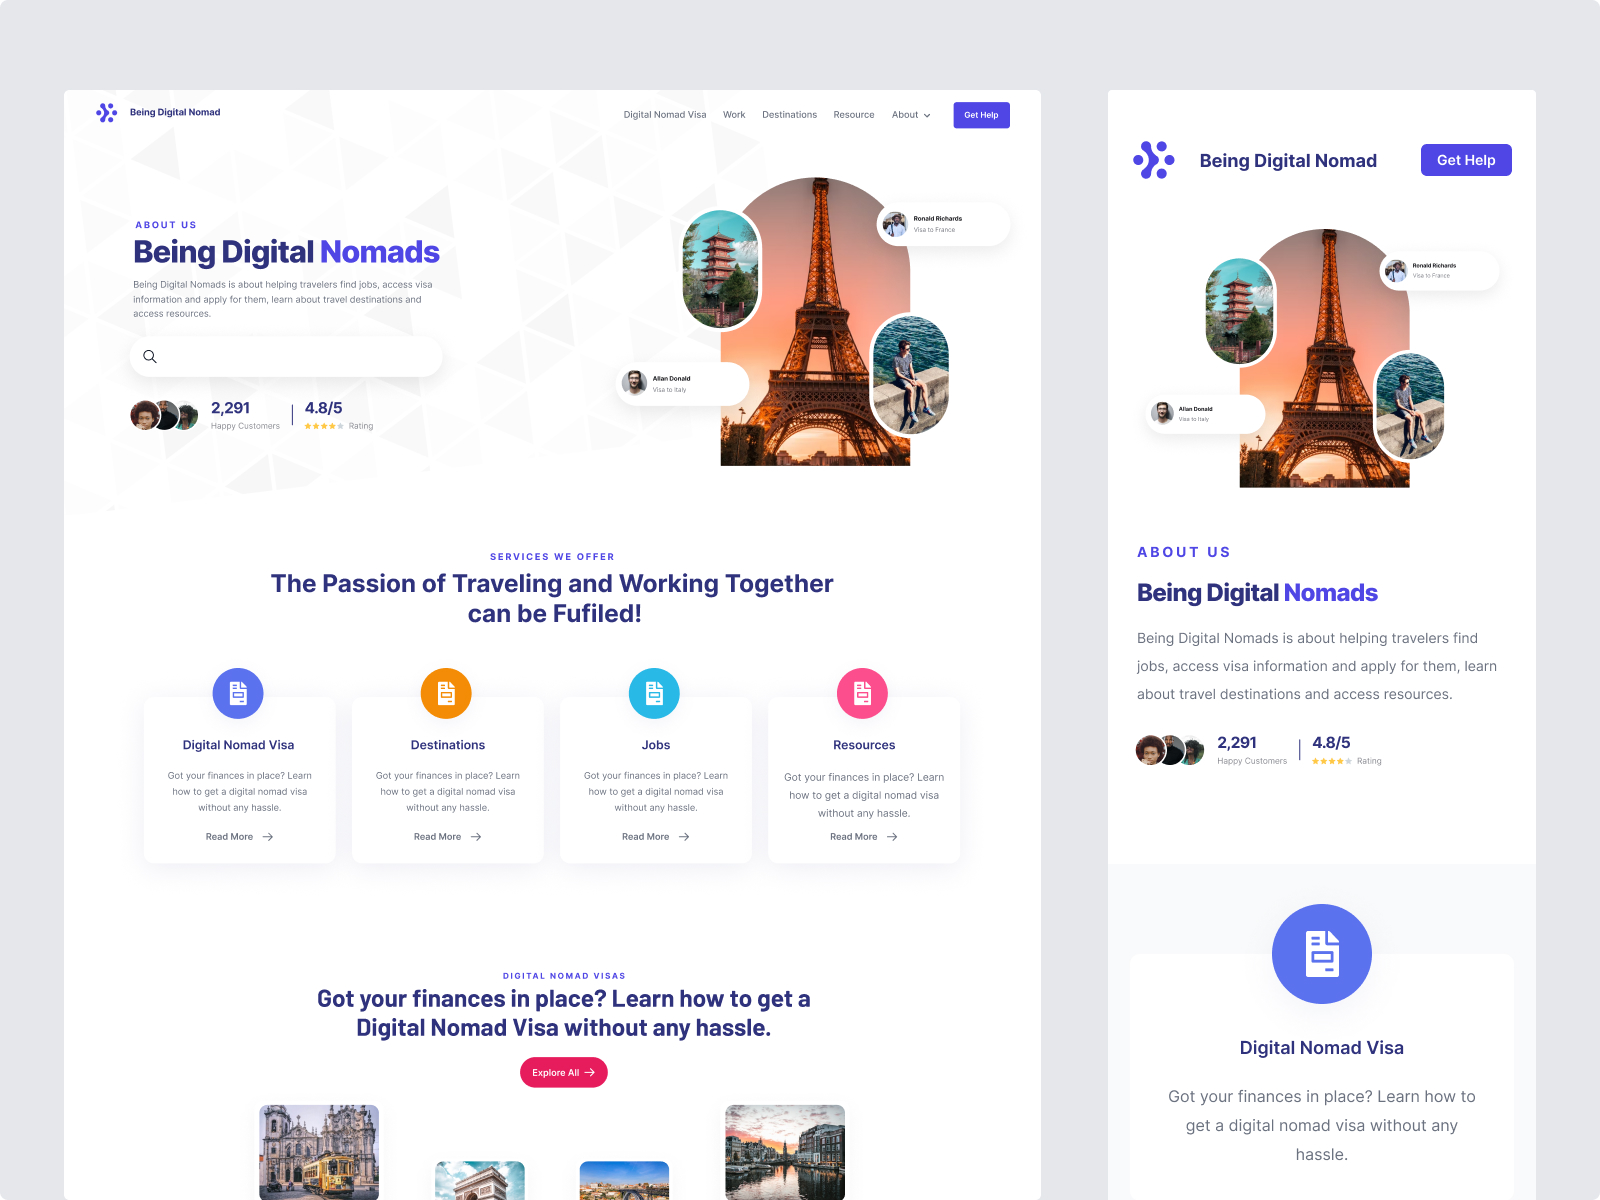 Being Digital Nomad
Digital Nomad Visa
Work
Destinations
Resource
About
Get Help
ABOUT US
Being Digital Nomads
Being Digital Nomads is about helping travelers find jobs, access visa
information and apply for them, learn about travel destinations and
access resources.
2,291
Happy Customers
4.8/5
Rating
Ronald Richards
Visa to France
Allan Donald
Visa to Italy
SERVICES WE OFFER
The Passion of Traveling and Working Together
can be Fufiled!
Digital Nomad Visa
Got your finances in place? Learn
how to get a digital nomad visa
without any hassle.
Read More
Destinations
Got your finances in place? Learn
how to get a digital nomad visa
without any hassle.
Read More
Jobs
Got your finances in place? Learn
how to get a digital nomad visa
without any hassle.
Read More
Resources
Got your finances in place? Learn
how to get a digital nomad visa
without any hassle.
Read More
DIGITAL NOMAD VISAS
Got your finances in place? Learn how to get a
Digital Nomad Visa without any hassle.
Explore All
Being Digital Nomad
Get Help
Ronald Richards
Visa to France
Allan Donald
Visa to Italy
ABOUT US
Being Digital Nomads
Being Digital Nomads is about helping travelers find
jobs, access visa information and apply for them, learn
about travel destinations and access resources.
2,291
Happy Customers
4.8/5
Rating
Digital Nomad Visa
Got your finances in place? Learn how to
get a digital nomad visa without any
hassle.